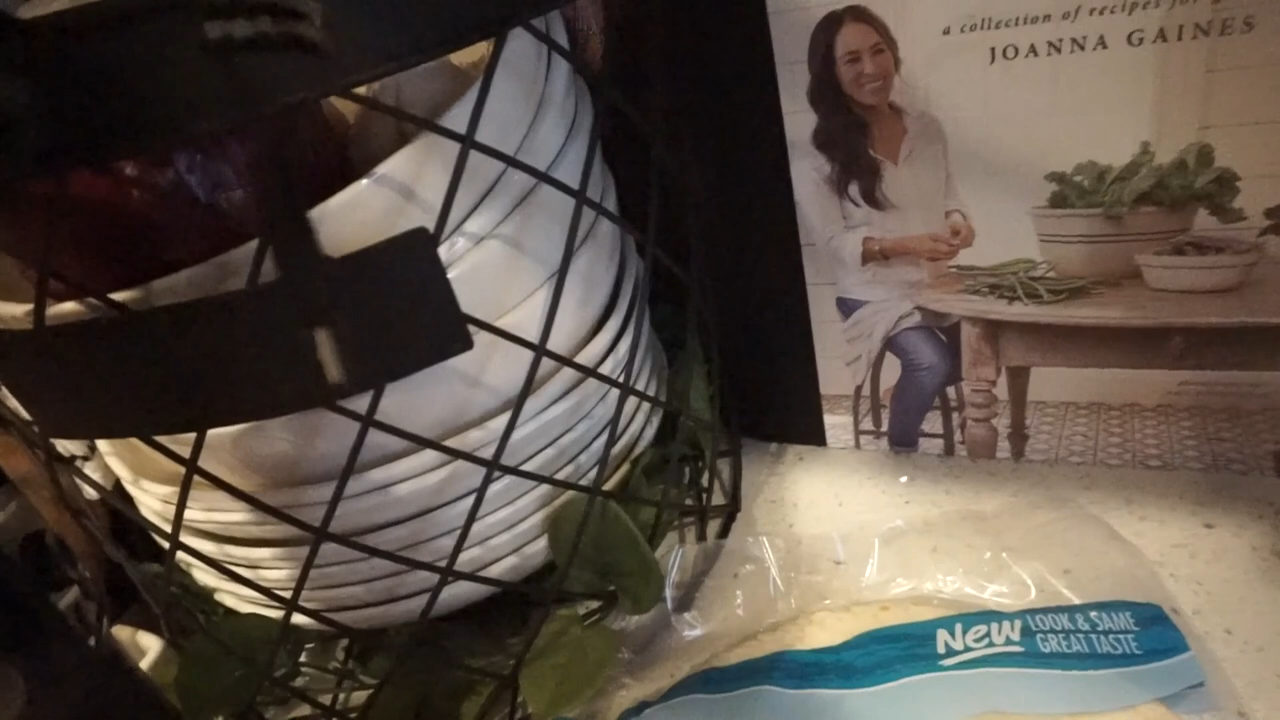 a collection of recipes for
JOANNA GAINES
New LOOK & SAME
GREAT TASTE